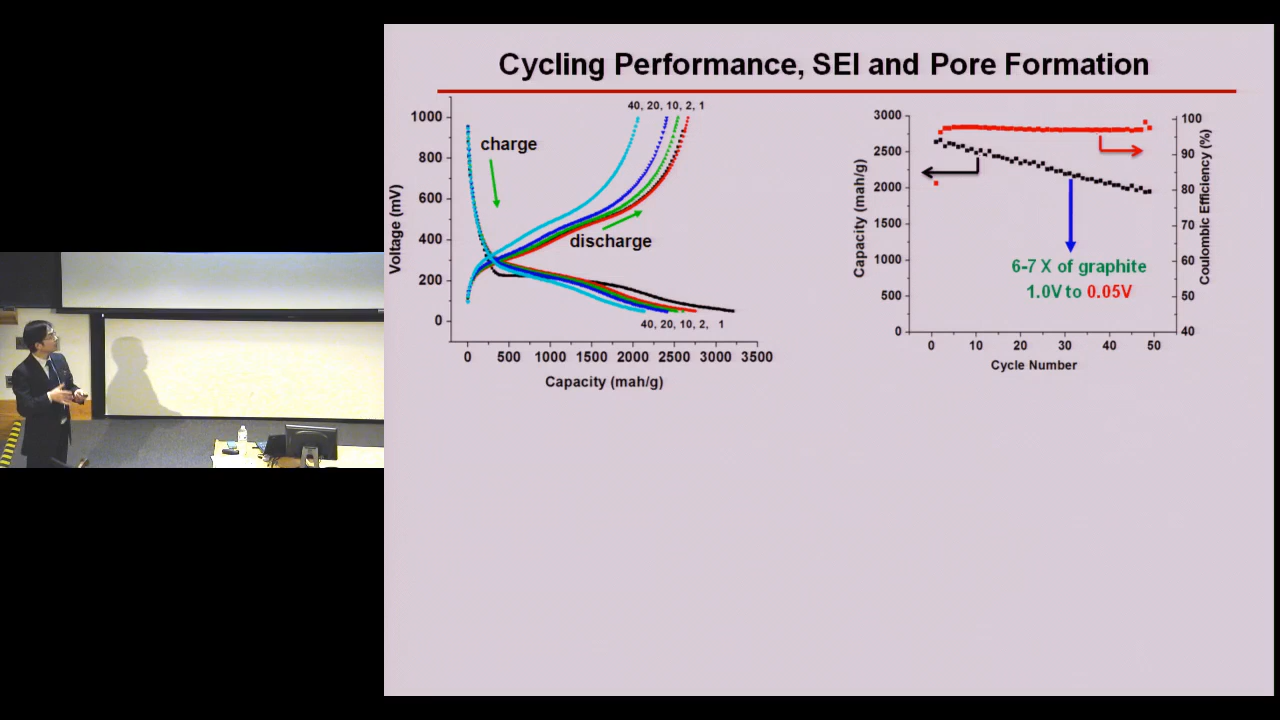 Cycling Performance, SEI and Pore Formation
40, 20, 10, 2, 1
charge
discharge
40, 20, 10, 2, 1
Voltage (mV)
1000
800
600
400
200
0
0 500 1000 1500 2000 2500 3000 3500
Capacity (mah/g)
Capacity (mah/g)
3000
2500
2000
1500
1000
500
0
6-7 X of graphite
1.0V to 0.05V
100
90
80
70
60
50
40
Coulombic Efficiency (%)
0 10 20 30 40 50
Cycle Number